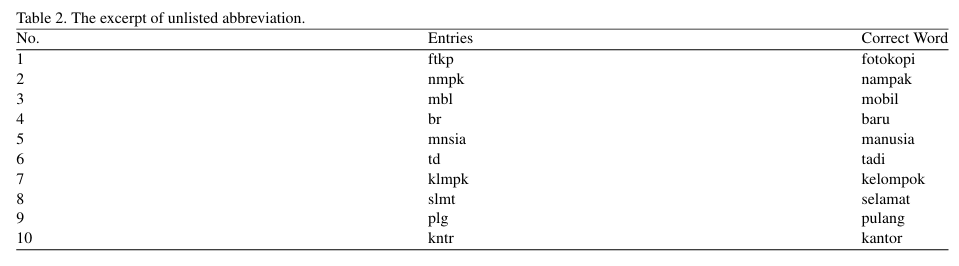 Table 2. The excerpt of unlisted abbreviation.
No. Entries Correct Word
1 ftkp fotokopi
2 nmpk nampak
3 mbl mobil
4 br baru
5 mnsia manusia
6 td tadi
7 klmpk kelompok
8 slmt selamat
9 plg pulang
10 kntr kantor